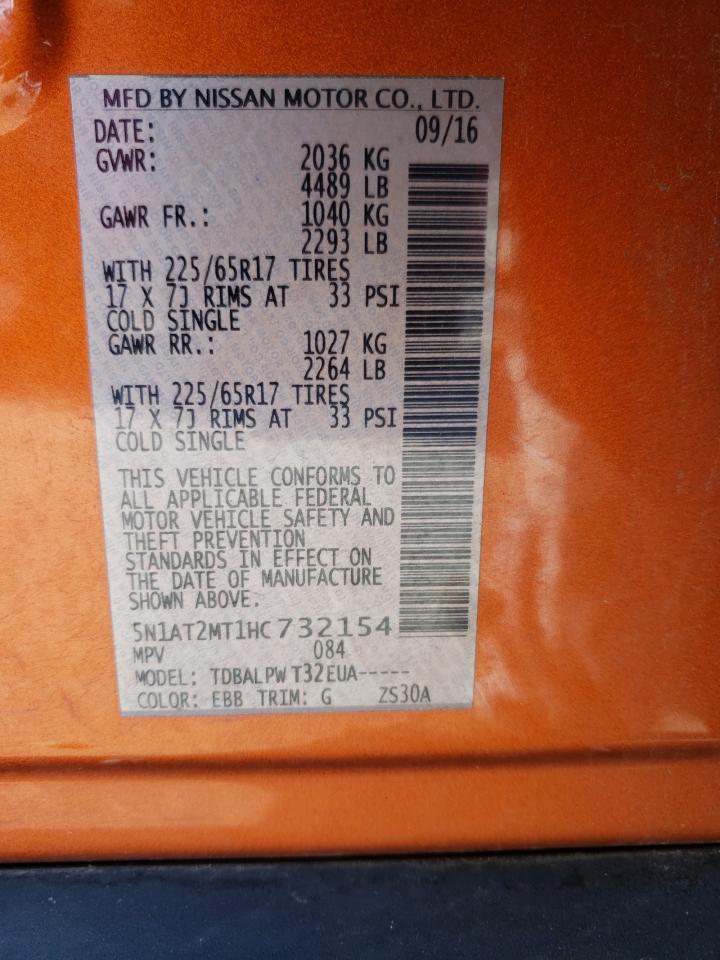 MFD BY NISSAN MOTOR CO., LTD.
DATE: 09/16
GVWR: 2036 KG
4489 LB
GAWR FR.: 1040 KG
2293 LB
WITH 225/65R17 TIRES
17 X 7J RIMS AT 33 PSI
COLD SINGLE
GAWR RR.: 1027 KG
2264 LB
WITH 225/65R17 TIRES
17 X 7J RIMS AT 33 PSI
COLD SINGLE
THIS VEHICLE CONFORMS TO
ALL APPLICABLE FEDERAL
MOTOR VEHICLE SAFETY AND
THEFT PREVENTION
STANDARDS IN EFFECT ON
THE DATE OF MANUFACTURE
SHOWN ABOVE.
5N1AT2MT1HC732154
MPV 084
MODEL: TDBALPW T32EUA-----
COLOR: EBB TRIM: G ZS30A